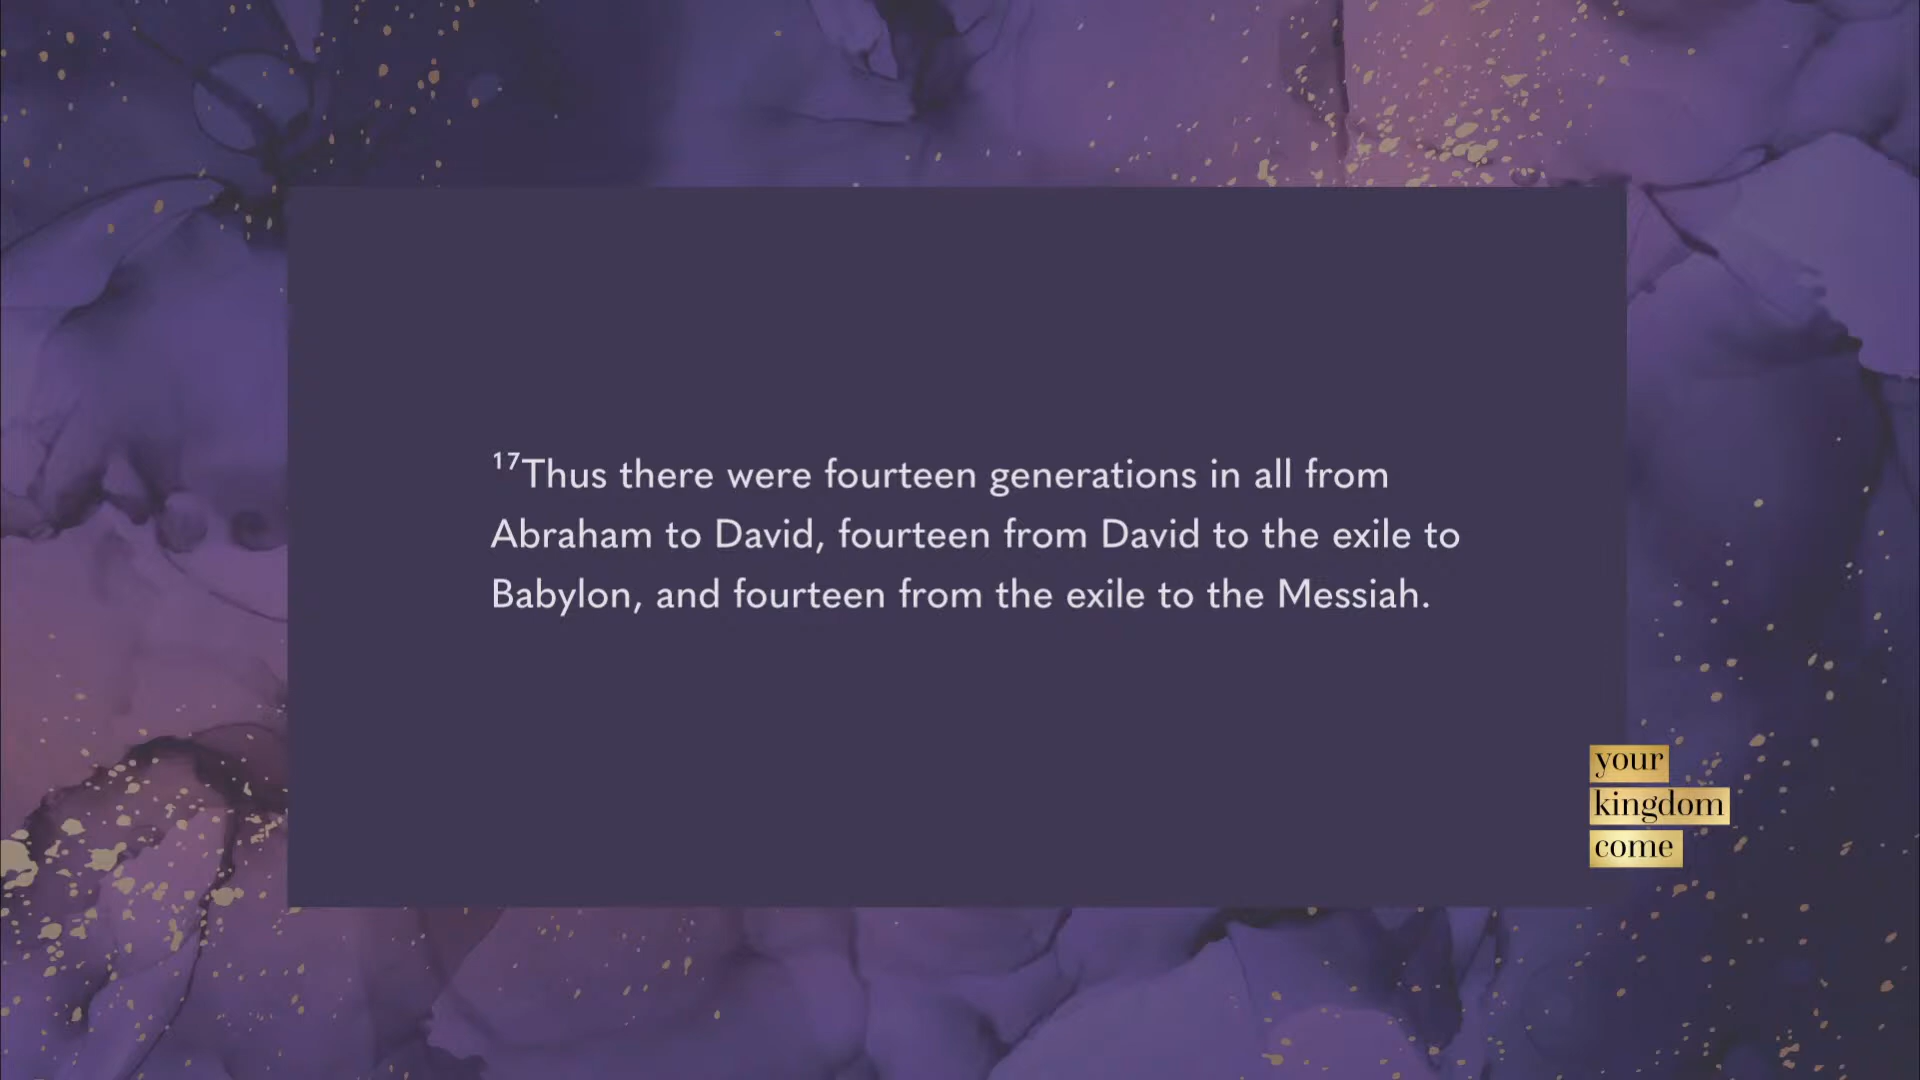 ¹⁷Thus there were fourteen generations in all from
Abraham to David, fourteen from David to the exile to
Babylon, and fourteen from the exile to the Messiah.
your
kingdom
come